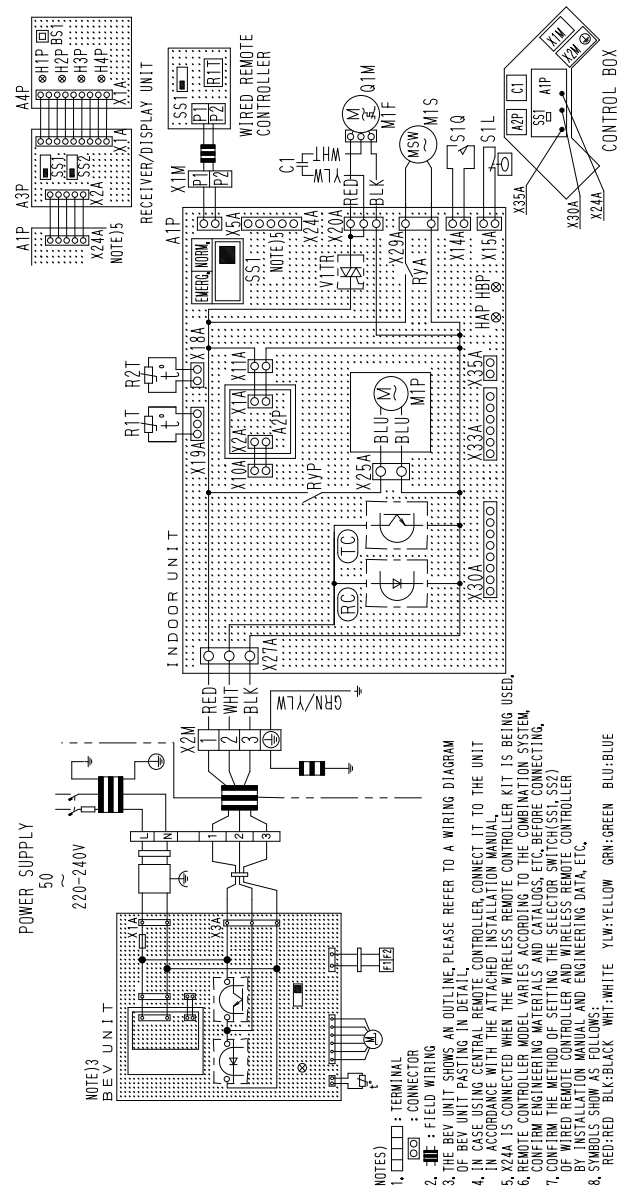 POWER SUPPLY
50
~
220-240V
NOTE)3
BEV UNIT
X1A
X3A
L
N
1
2
3
F1F2
M
t°
X2M
1
2
3
RED
WHT
BLK
GRN/YLW
INDOOR UNIT
X27A
R1T
t°
R2T
t°
X19A
X18A
X10A
X2A
X1A
X11A
A2P
RyP
X25A
BLU
BLU
M
M1P
RC
TC
X30A
X33A
X35A
HAP
HBP
A1P
X5A
X24A
NOTE)5
EMERG.
NORM.
SS1
V1TR
X20A
X29A
RyA
X14A
X15A
RED
YLW
WHT
BLK
C1
M
Q1M
M1F
MSW
M1S
S1Q
S1L
X1M
P1
P2
P1
P2
SS1
R1T
WIRED REMOTE
CONTROLLER
A1P
X24A
NOTE)5
A3P
X2A
SS1
SS2
X1A
A4P
X1A
BS1
H1P
H2P
H3P
H4P
RECEIVER/DISPLAY UNIT
CONTROL BOX
A2P
C1
SS1
A1P
X1M
X2M
X35A
X30A
X24A
NOTES)
1. : TERMINAL
: CONNECTOR
2. : FIELD WIRING
3. THE BEV UNIT SHOWS AN OUTLINE, PLEASE REFER TO A WIRING DIAGRAM
OF BEV UNIT PASTING IN DETAIL.
4. IN CASE USING CENTRAL REMOTE CONTROLLER, CONNECT IT TO THE UNIT
IN ACCORDANCE WITH THE ATTACHED INSTALLATION MANUAL.
5. X24A IS CONNECTED WHEN THE WIRELESS REMOTE CONTROLLER KIT IS BEING USED.
6. REMOTE CONTROLLER MODEL VARIES ACCORDING TO THE COMBINATION SYSTEM,
CONFIRM ENGINEERING MATERIALS AND CATALOGS, ETC. BEFORE CONNECTING.
7. CONFIRM THE METHOD OF SETTING THE SELECTOR SWITCH(SS1, SS2)
OF WIRED REMOTE CONTROLLER AND WIRELESS REMOTE CONTROLLER
BY INSTALLATION MANUAL AND ENGINEERING DATA, ETC.
8. SYMBOLS SHOW AS FOLLOWS:
RED:RED BLK:BLACK WHT:WHITE YLW:YELLOW GRN:GREEN BLU:BLUE